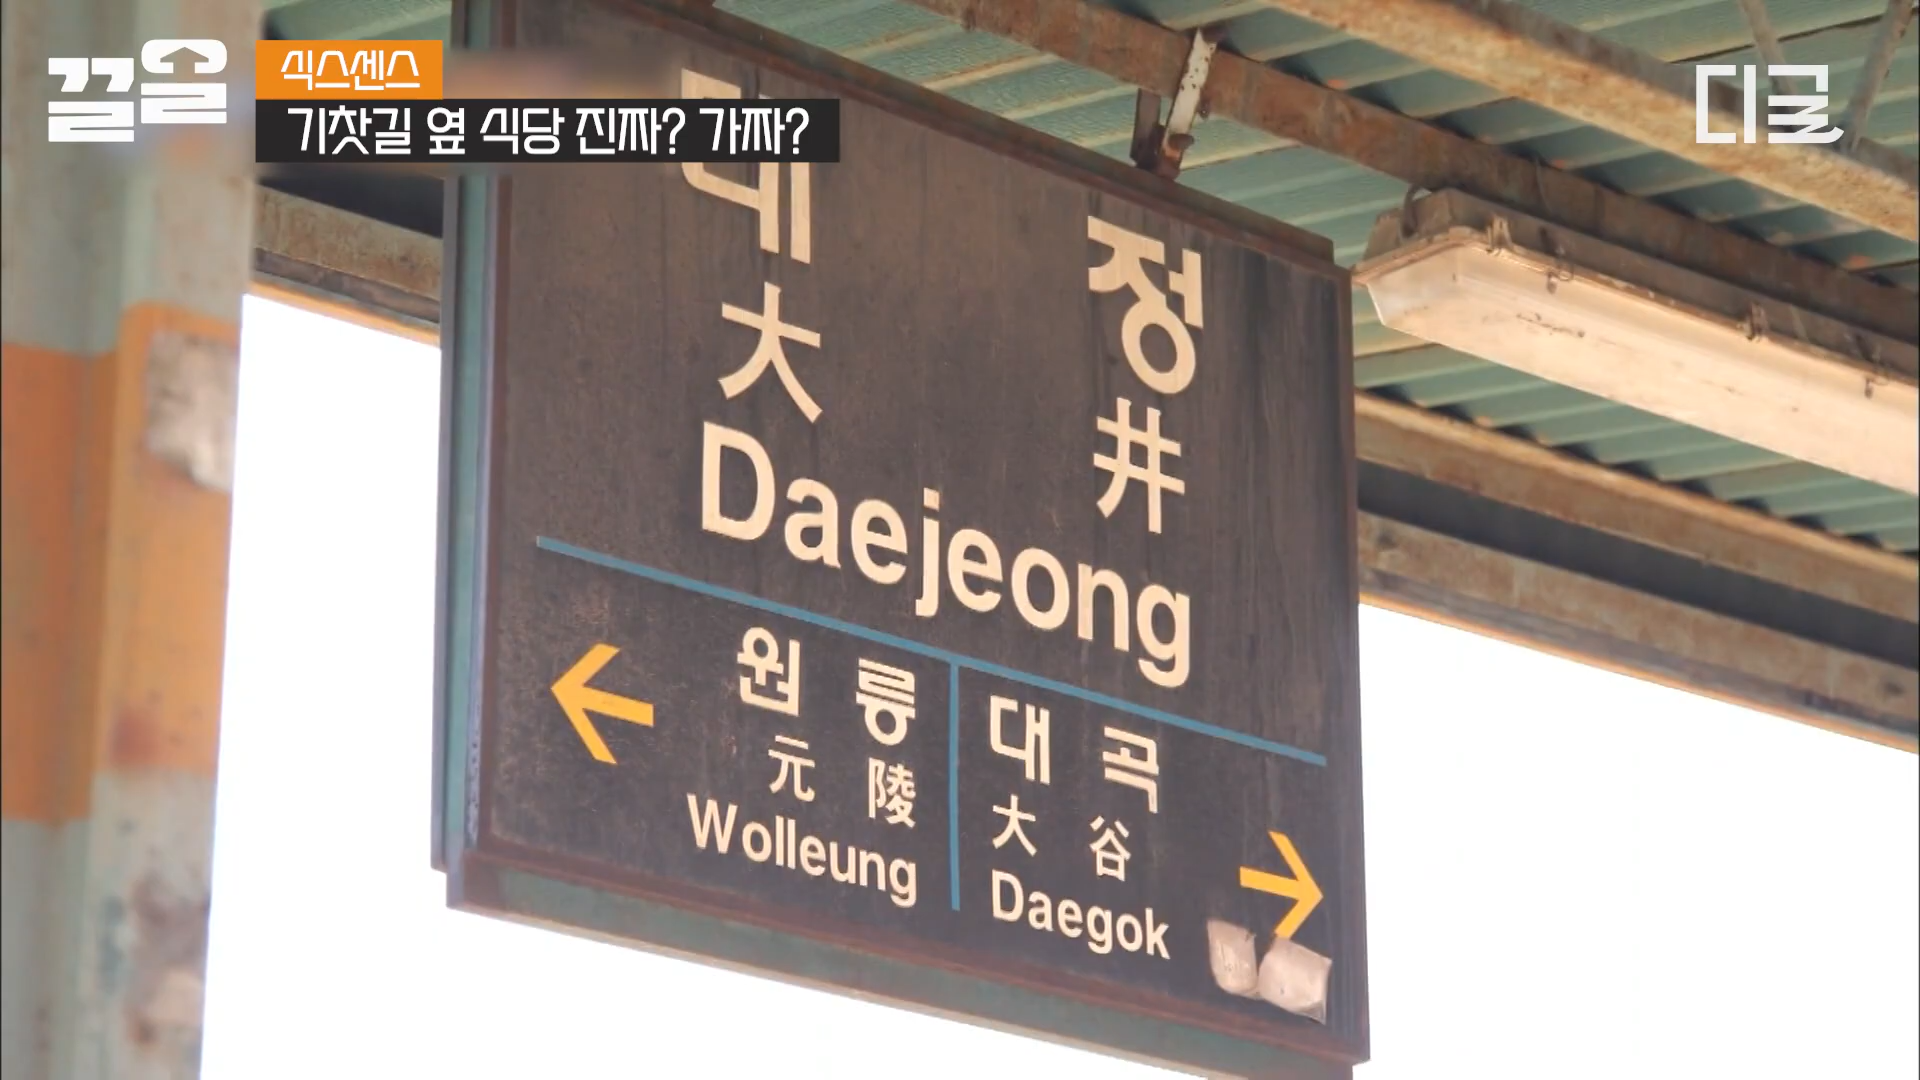 끌올
식스센스
기찻길 옆 식당 진짜? 가짜?
디글
대 정
大 井
Daejeong
원릉
元陵
Wolleung
대곡
大谷
Daegok